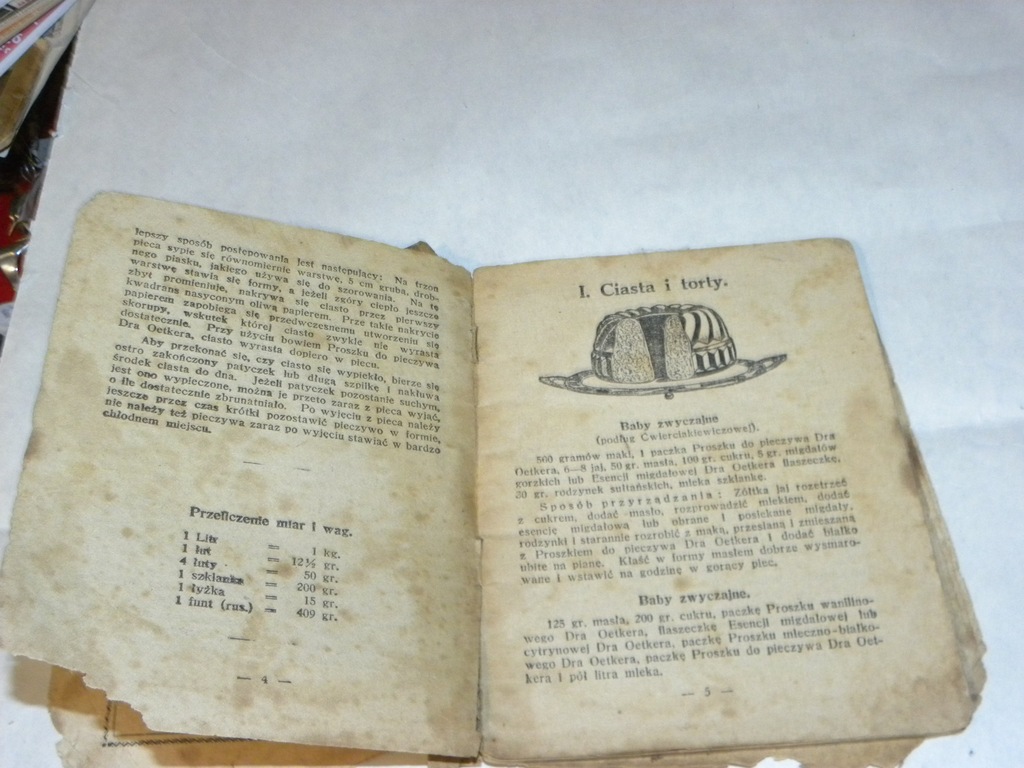 lepszy sposób postępowania jest następujący: Na trzon
pieca sypie się równomiernie warstwę, 5 cm grubą, drob-
nego piasku, jakiego używa się do szorowania. Na tę
warstwę stawia się formy, a jeżeli zgóry ciepło jeszcze
zbyt promieniuje, nakrywa się ciasto przez pierwszy
kwadrans nasyconym oliwą papierem. Prze takie nakrycie
papierem zapobiega się przedwczesnemu utworzeniu się
skorupy, wskutek której ciasto zwykle nie wyrasta
dostatecznie. Przy użyciu bowiem Proszku do pieczywa
Dra Oetkera, ciasto wyrasta dopiero w piecu.
Aby przekonać się, czy ciasto się wypiekło, bierze się
ostro zakończony patyczek lub długą szpilkę i nakłuwa
środek ciasta do dna. Jeżeli patyczek pozostanie suchym,
jest ono wypieczone, można je przeto zaraz z pieca wyjąć,
o ile dostatecznie zbrunatniało. Po wyjęciu z pieca należy
jeszcze przez czas krótki pozostawić pieczywo w formie,
nie należy też pieczywa zaraz po wyjęciu stawiać w bardzo
chłodnem miejscu.
Przeliczenie miar i wag.
1 Litr = 1 kg.
1 łut = 12½ gr.
4 łuty = 50 gr.
1 szklanka = 200 gr.
1 łyżka = 15 gr.
1 funt (rus.) = 409 gr.
— 4 —
I. Ciasta i torty.
Baby zwyczajne
(podług Ćwierciakiewiczowej).
500 gramów mąki, 1 paczka Proszku do pieczywa Dra
Oetkera, 6—8 jaj, 50 gr. masła, 100 gr. cukru, 5 gr. migdałów
gorzkich lub Esencji migdałowej Dra Oetkera flaszeczkę,
30 gr. rodzynek sułtańskich, mleka szklankę.
Sposób przyrządzania: Żółtka jaj rozetrzeć
z cukrem, dodać masło, rozprowadzić mlekiem, dodać
esencję migdałową lub obrane i posiekane migdały,
rodzynki i starannie rozrobić z mąką, przesianą i zmieszaną
z Proszkiem do pieczywa Dra Oetkera i dodać białko
ubite na pianę. Kłaść w formy masłem dobrze wysmaro-
wane i wstawić na godzinę w gorący piec.
Baby zwyczajne.
125 gr. masła, 200 gr. cukru, paczkę Proszku wanilino-
wego Dra Oetkera, flaszeczkę Esencji migdałowej lub
cytrynowej Dra Oetkera, paczkę Proszku mleczno-białko-
wego Dra Oetkera, paczkę Proszku do pieczywa Dra Oet-
kera i pół litra mleka.
— 5 —